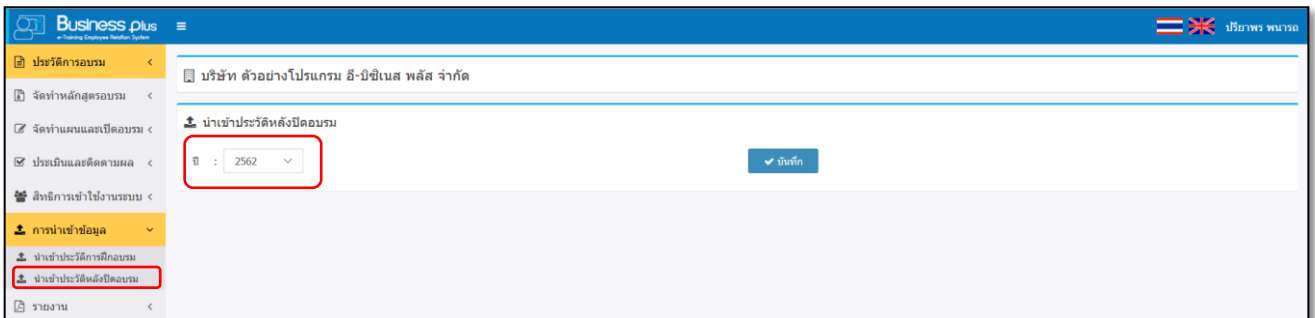 Business plus
e-Training Employee Relation System
ปรียาพร พนารถ
ประวัติการอบรม
จัดทำหลักสูตรอบรม
จัดทำแผนและเปิดอบรม
ประเมินและติดตามผล
สิทธิการเข้าใช้งานระบบ
การนำเข้าข้อมูล
นำเข้าประวัติการฝึกอบรม
นำเข้าประวัติหลังปิดอบรม
รายงาน
บริษัท ตัวอย่างโปรแกรม อี-บิซิเนส พลัส จำกัด
นำเข้าประวัติหลังปิดอบรม
ปี : 2562
บันทึก